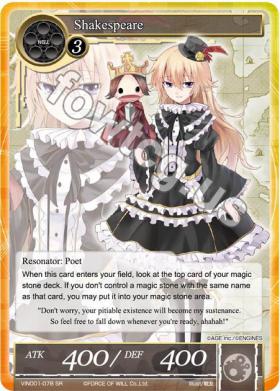 Shakespeare
WILL
3
fowtcg.us
Resonator: Poet
When this card enters your field, look at the top card of your magic
stone deck. If you don't control a magic stone with the same name
as that card, you may put it into your magic stone area.
"Don't worry, your pitiable existence will become my sustenance.
So feel free to fall down whenever you're ready, ahahah!"
©AGE Inc./©ENGINES
ATK 400 / DEF 400
VIN001-078 SR ©FORCE OF WILL Co.,Ltd.